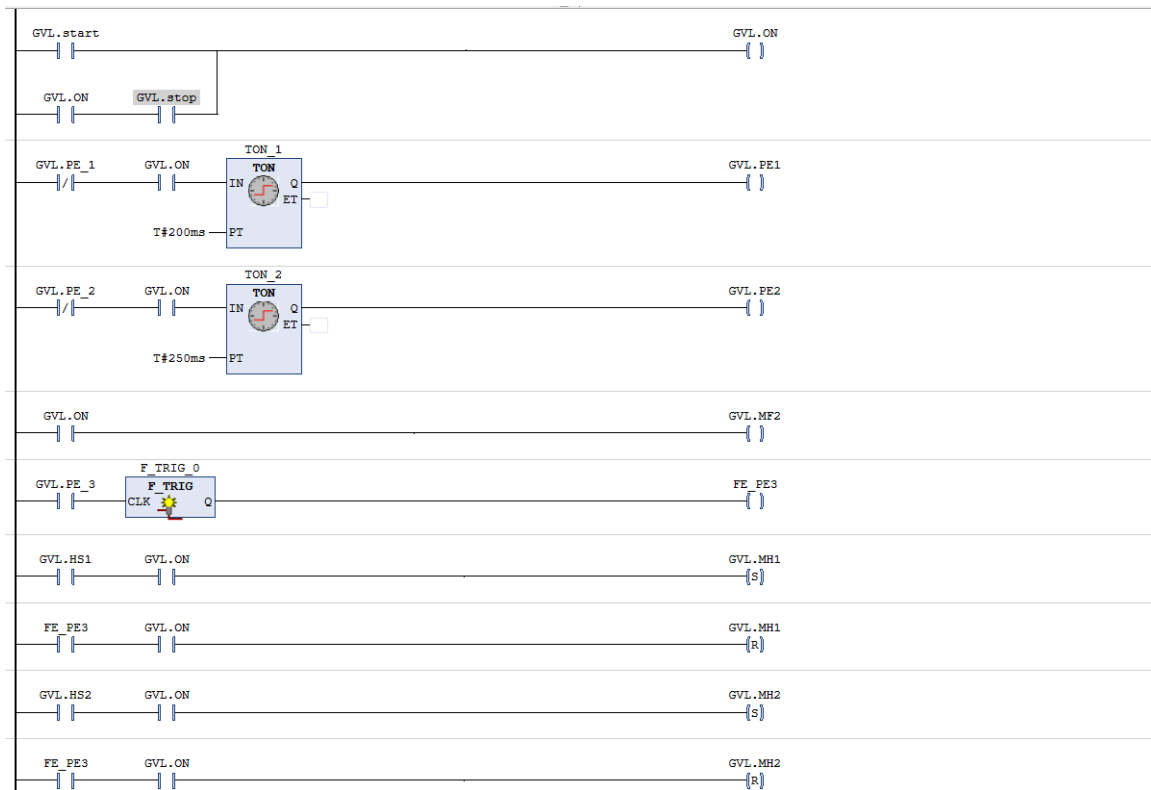 GVL.start GVL.ON
GVL.ON GVL.stop
TON_1
GVL.PE_1 GVL.ON TON GVL.PE1
IN Q
ET
T#200ms PT
TON_2
GVL.PE_2 GVL.ON TON GVL.PE2
IN Q
ET
T#250ms PT
GVL.ON GVL.MF2
F_TRIG_0
GVL.PE_3 F_TRIG FE_PE3
CLK Q
GVL.HS1 GVL.ON GVL.MH1
S
FE_PE3 GVL.ON GVL.MH1
R
GVL.HS2 GVL.ON GVL.MH2
S
FE_PE3 GVL.ON GVL.MH2
R